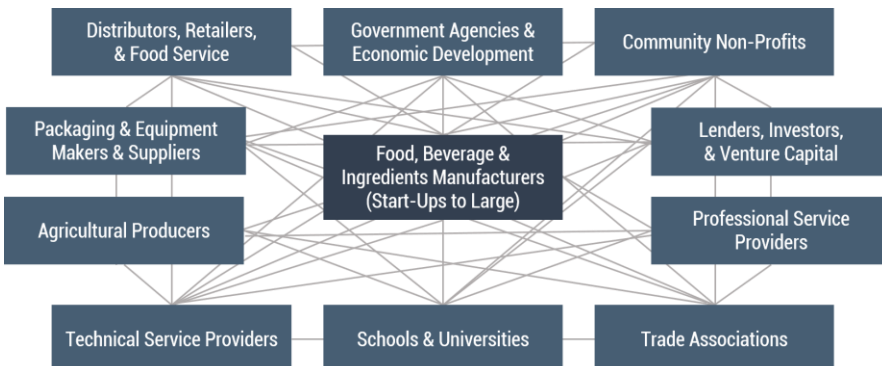 Distributors, Retailers,
& Food Service
Government Agencies &
Economic Development
Community Non-Profits
Packaging & Equipment
Makers & Suppliers
Food, Beverage &
Ingredients Manufacturers
(Start-Ups to Large)
Lenders, Investors,
& Venture Capital
Agricultural Producers
Professional Service
Providers
Technical Service Providers
Schools & Universities
Trade Associations